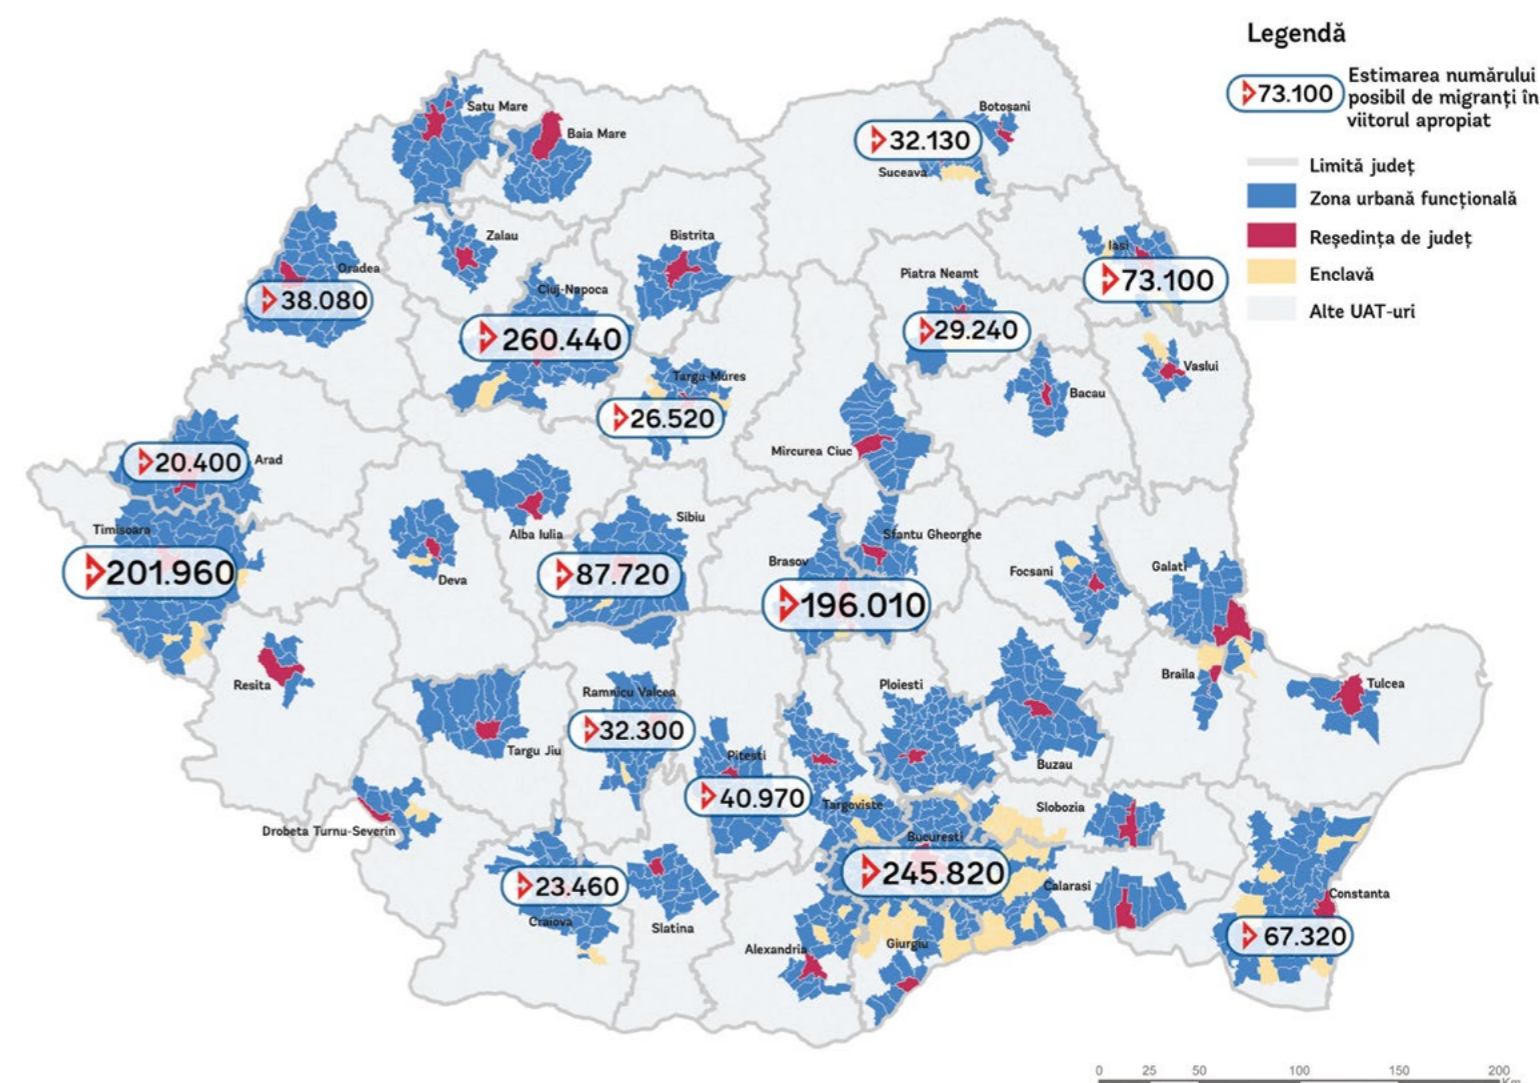 Legendă
73.100
Estimarea numărului
posibil de migranți în
viitorul apropiat
Limită județ
Zona urbană funcțională
Reședința de județ
Enclavă
Alte UAT-uri
Satu Mare
Baia Mare
Botoșani
32.130
Suceava
Zalau
Bistrita
Iasi
Oradea
38.080
Cluj-Napoca
Piatra Neamt
73.100
260.440
29.240
Vaslui
Targu-Mures
26.520
Bacau
Mircurea Ciuc
20.400
Arad
Timisoara
201.960
Alba Iulia
Sibiu
Deva
87.720
Brasov
Sfantu Gheorghe
196.010
Focsani
Galati
Resita
Braila
Tulcea
Ramnicu Valcea
32.300
Targu Jiu
Ploiesti
Pitesti
40.970
Buzau
Targoviste
Slobozia
Drobeta Turnu-Severin
Bucuresti
245.820
23.460
Craiova
Slatina
Calarasi
Constanta
67.320
Alexandria
Giurgiu
0 25 50 100 150 200
Km